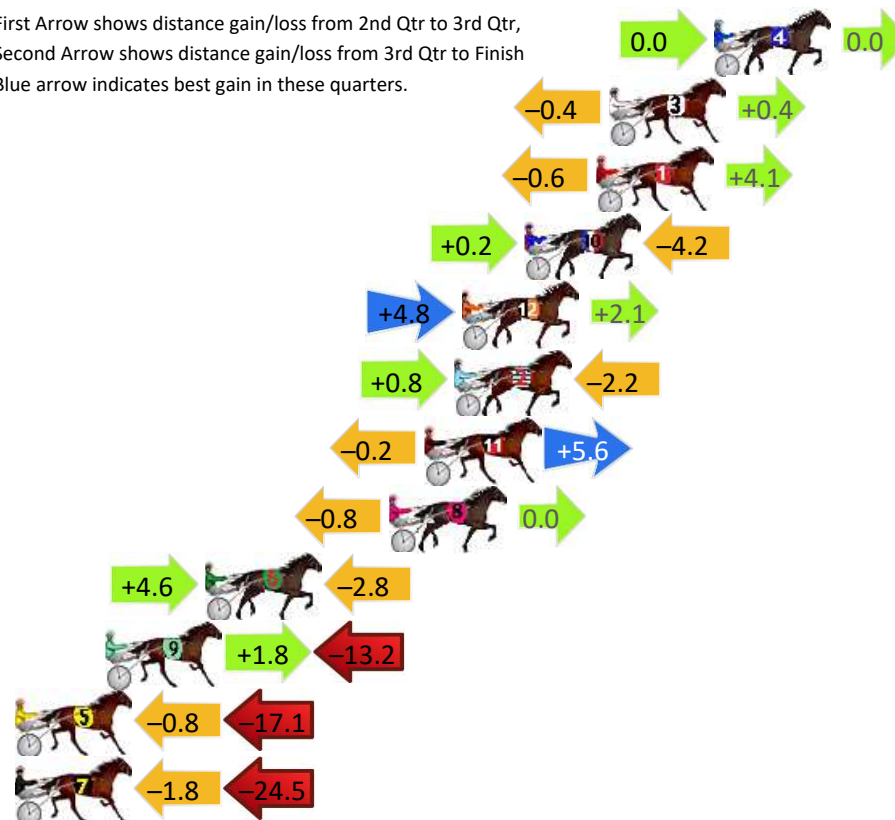 First Arrow shows distance gain/loss from 2nd Qtr to 3rd Qtr,
Second Arrow shows distance gain/loss from 3rd Qtr to Finish
Blue arrow indicates best gain in these quarters.
0.0 4 0.0
−0.4 3 +0.4
−0.6 1 +4.1
+0.2 10 −4.2
+4.8 12 +2.1
+0.8 2 −2.2
−0.2 11 +5.6
−0.8 8 0.0
+4.6 6 −2.8
9 +1.8 −13.2
5 −0.8 −17.1
7 −1.8 −24.5